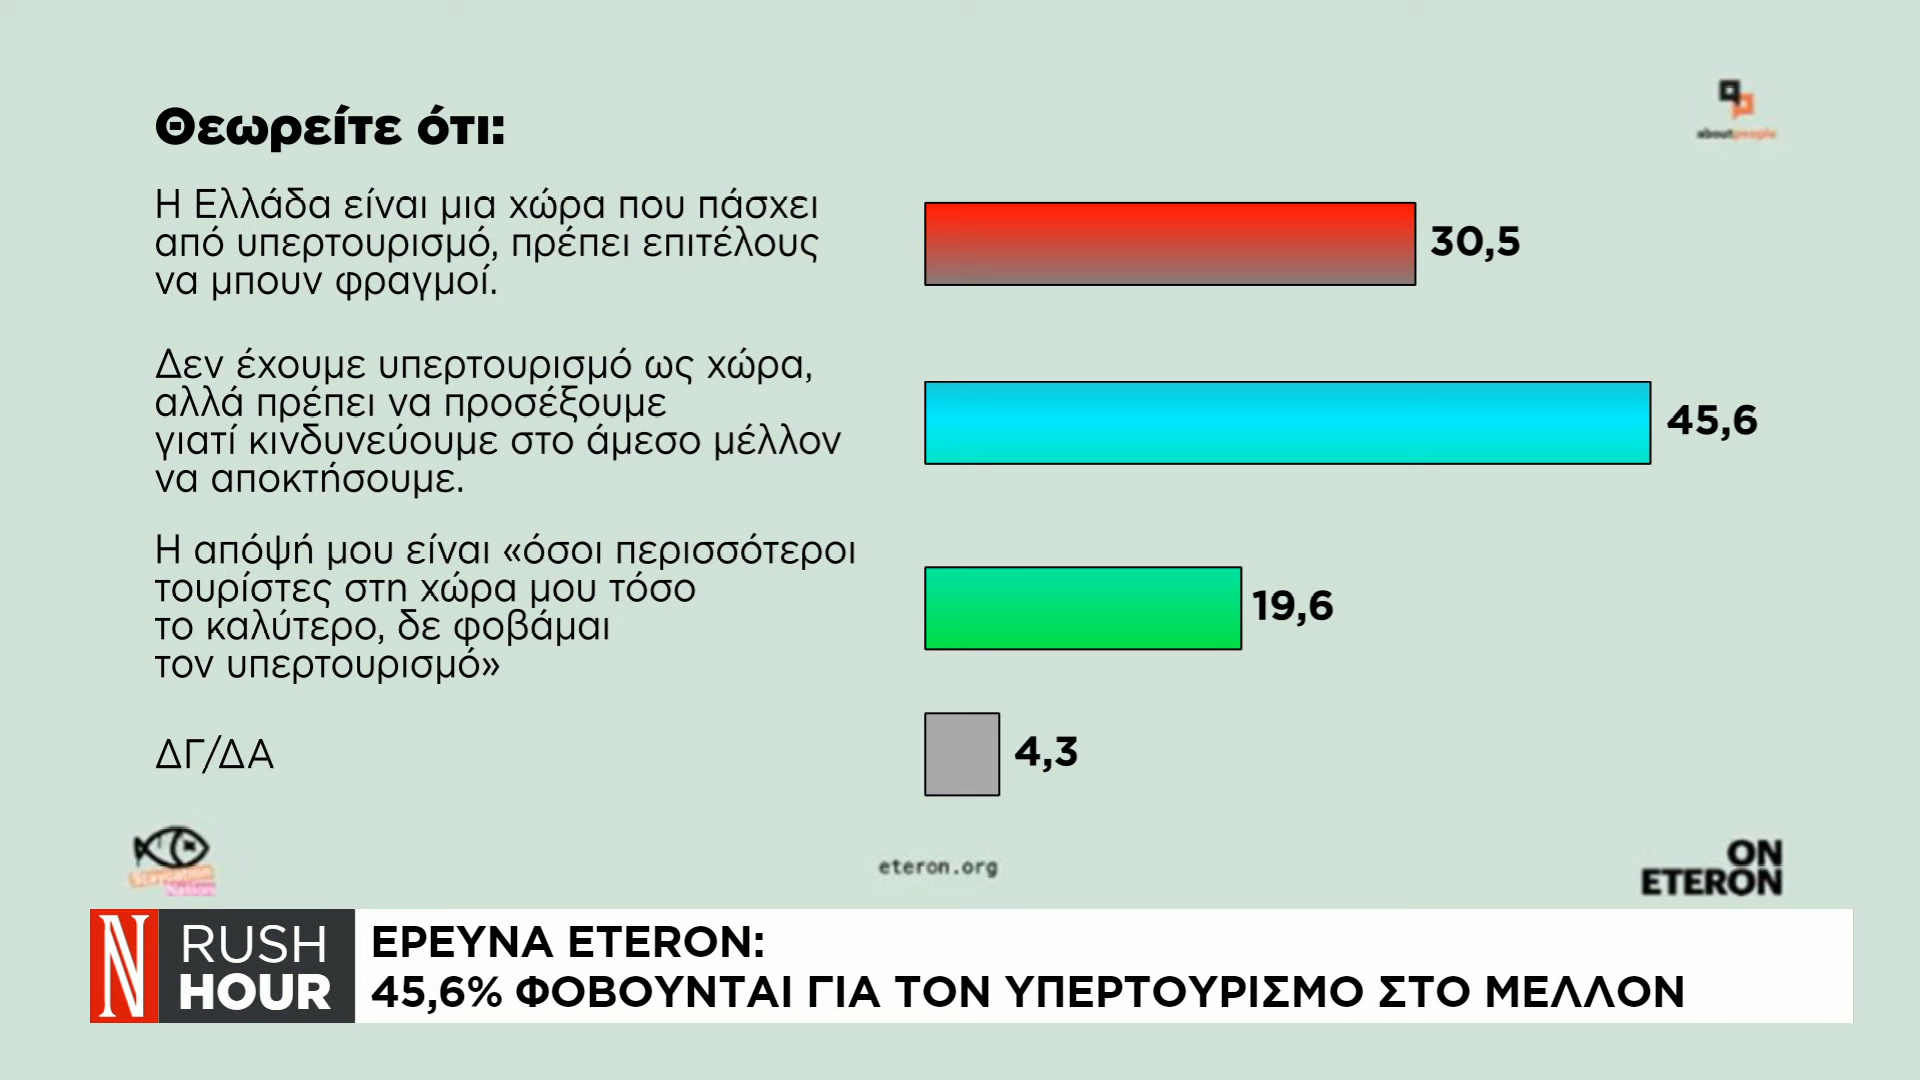 Θεωρείτε ότι:
aboutpeople
Η Ελλάδα είναι μια χώρα που πάσχει
από υπερτουρισμό, πρέπει επιτέλους
να μπουν φραγμοί.
30,5
Δεν έχουμε υπερτουρισμό ως χώρα,
αλλά πρέπει να προσέξουμε
γιατί κινδυνεύουμε στο άμεσο μέλλον
να αποκτήσουμε.
45,6
Η απόψή μου είναι «όσοι περισσότεροι
τουρίστες στη χώρα μου τόσο
το καλύτερο, δε φοβάμαι
τον υπερτουρισμό»
19,6
ΔΓ/ΔΑ
4,3
Staycation
Nation
eteron.org
ON
ETERON
N
RUSH
HOUR
ΕΡΕΥΝΑ ETERON:
45,6% ΦΟΒΟΥΝΤΑΙ ΓΙΑ ΤΟΝ ΥΠΕΡΤΟΥΡΙΣΜΟ ΣΤΟ ΜΕΛΛΟΝ